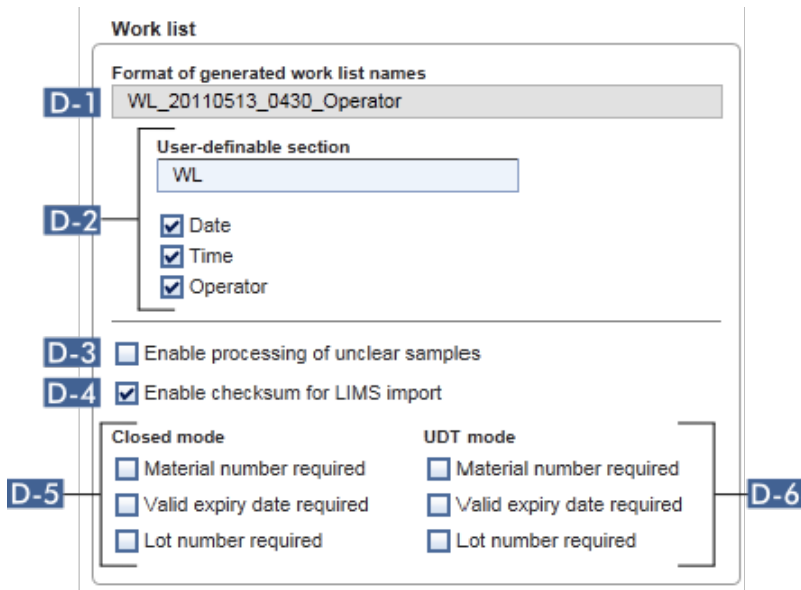 Work list
Format of generated work list names
D-1 WL_20110513_0430_Operator
User-definable section
WL
D-2
Date
Time
Operator
D-3 Enable processing of unclear samples
D-4 Enable checksum for LIMS import
Closed mode UDT mode
Material number required Material number required
D-5 Valid expiry date required Valid expiry date required D-6
Lot number required Lot number required